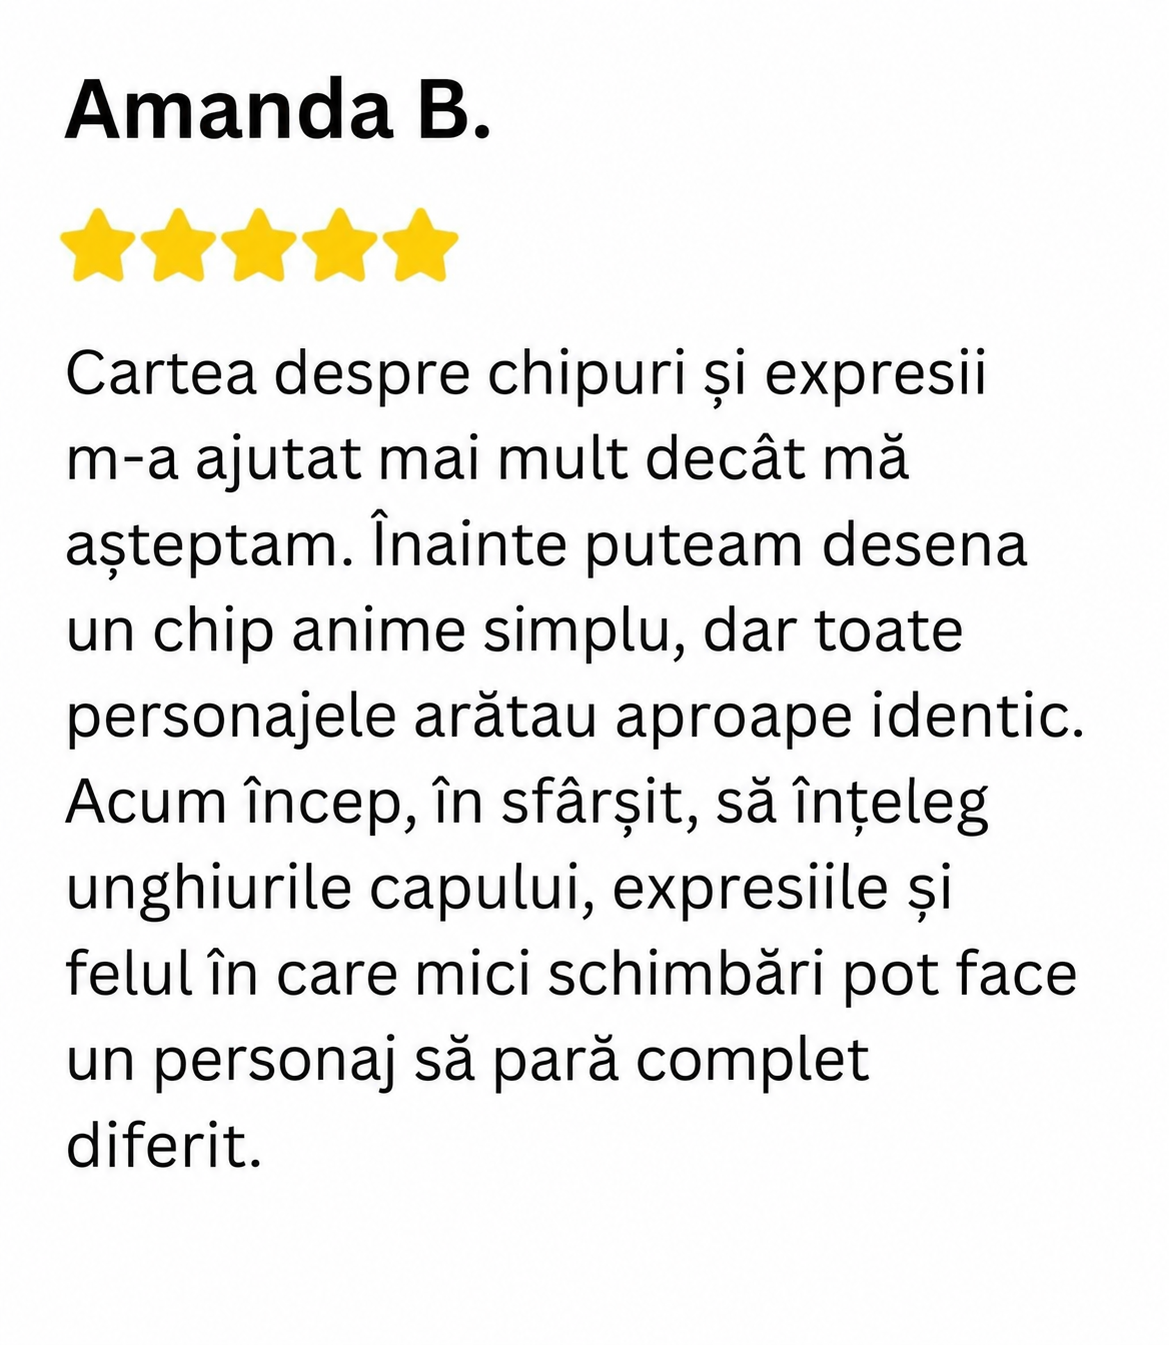 Amanda B.
Cartea despre chipuri și expresii
m-a ajutat mai mult decât mă
așteptam. Înainte puteam desena
un chip anime simplu, dar toate
personajele arătau aproape identic.
Acum încep, în sfârșit, să înțeleg
unghiurile capului, expresiile și
felul în care mici schimbări pot face
un personaj să pară complet
diferit.